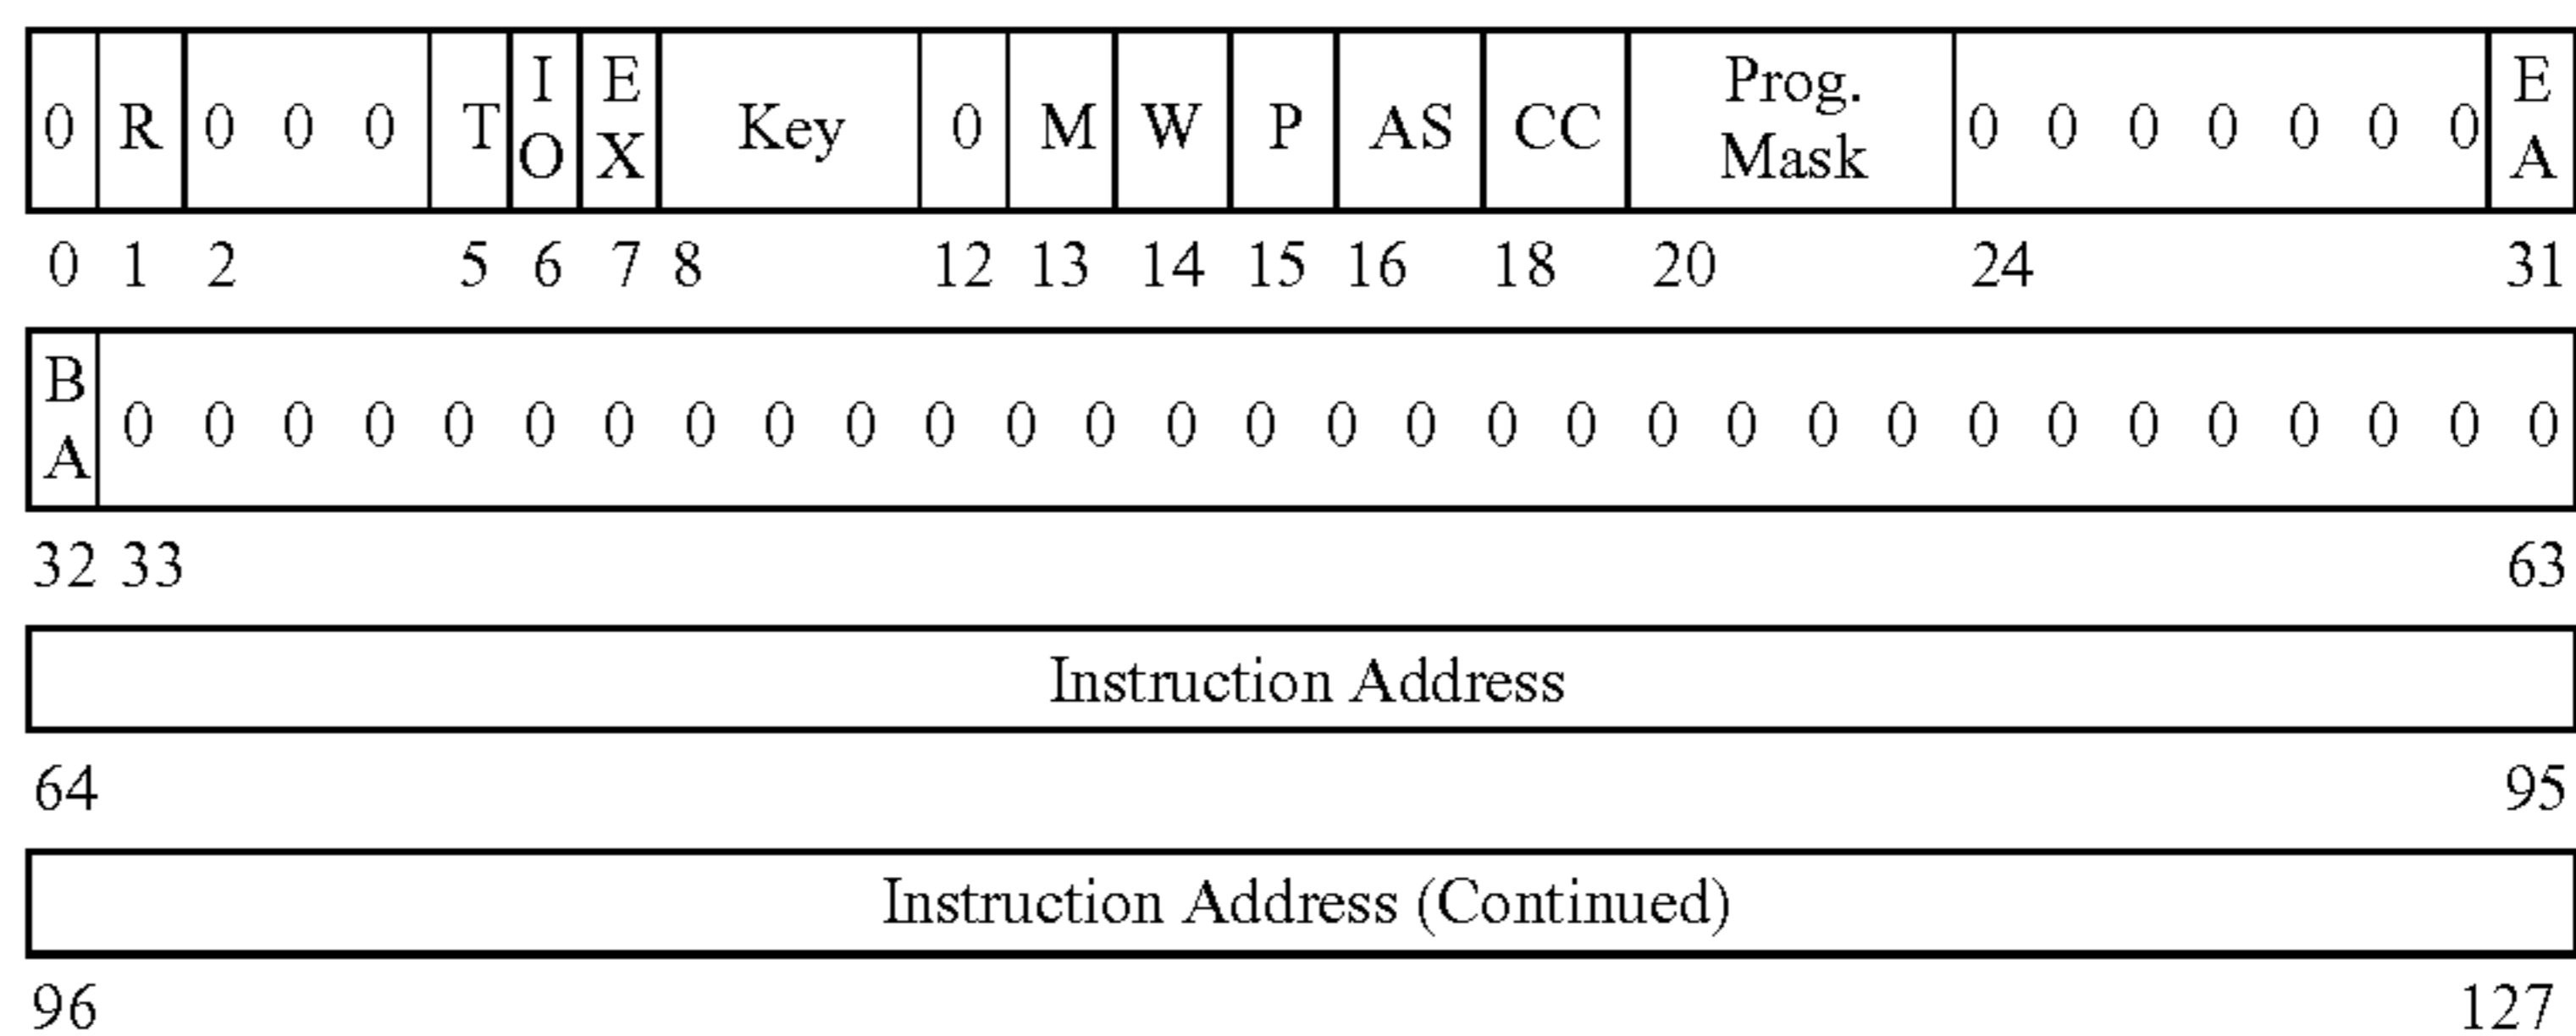 0 R 0 0 0 T IO EX Key 0 M W P AS CC Prog. Mask 0 0 0 0 0 0 0 EA
0 1 2 5 6 7 8 12 13 14 15 16 18 20 24 31
BA 0 0 0 0 0 0 0 0 0 0 0 0 0 0 0 0 0 0 0 0 0 0 0 0 0 0 0 0 0 0 0
32 33 63
Instruction Address
64 95
Instruction Address (Continued)
96 127